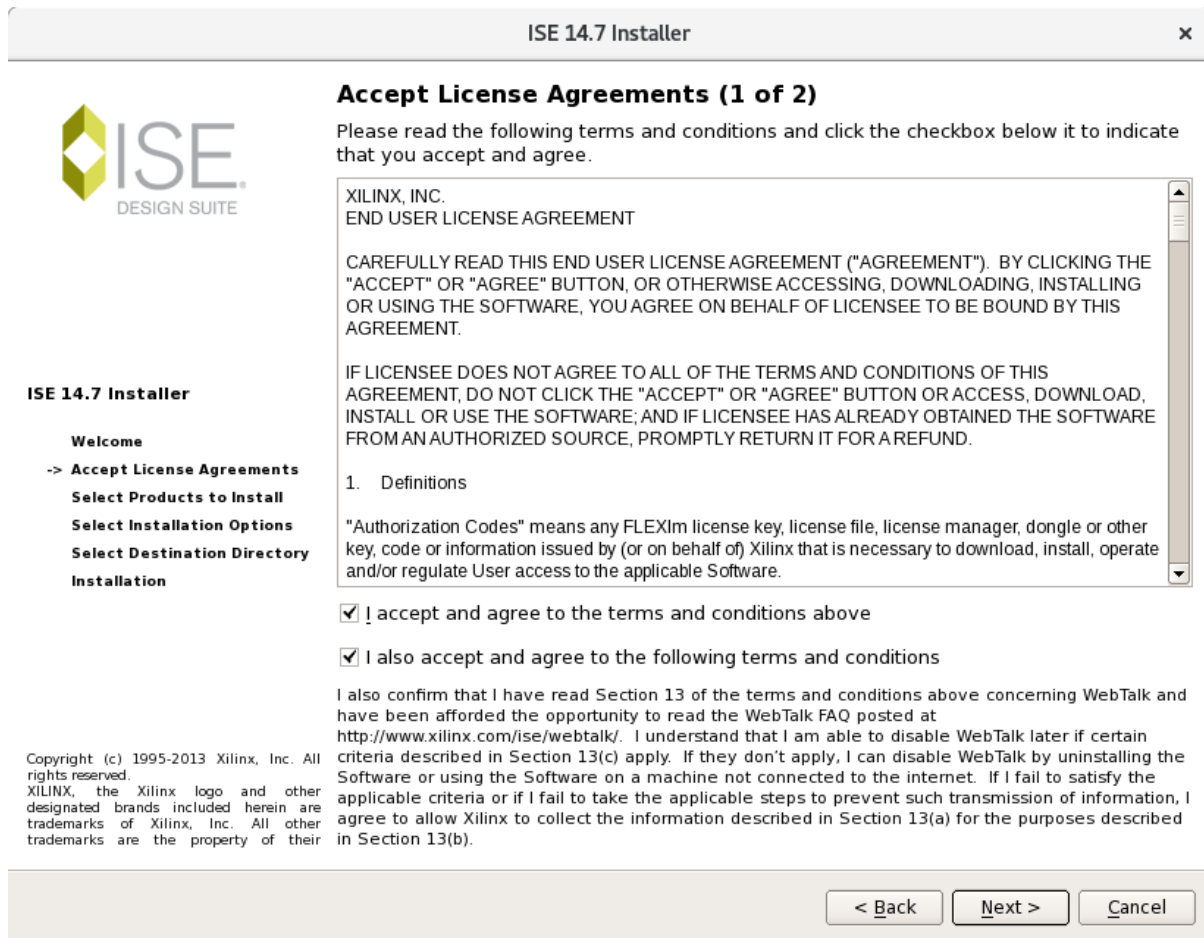 ISE 14.7 Installer
×
ISE
DESIGN SUITE
ISE 14.7 Installer
Welcome
-> Accept License Agreements
Select Products to Install
Select Installation Options
Select Destination Directory
Installation
Copyright (c) 1995-2013 Xilinx, Inc. All
rights reserved.
XILINX, the Xilinx logo and other
designated brands included herein are
trademarks of Xilinx, Inc. All other
trademarks are the property of their
Accept License Agreements (1 of 2)
Please read the following terms and conditions and click the checkbox below it to indicate
that you accept and agree.
XILINX, INC.
END USER LICENSE AGREEMENT
CAREFULLY READ THIS END USER LICENSE AGREEMENT ("AGREEMENT").  BY CLICKING THE
"ACCEPT" OR "AGREE" BUTTON, OR OTHERWISE ACCESSING, DOWNLOADING, INSTALLING
OR USING THE SOFTWARE, YOU AGREE ON BEHALF OF LICENSEE TO BE BOUND BY THIS
AGREEMENT.
IF LICENSEE DOES NOT AGREE TO ALL OF THE TERMS AND CONDITIONS OF THIS
AGREEMENT, DO NOT CLICK THE "ACCEPT" OR "AGREE" BUTTON OR ACCESS, DOWNLOAD,
INSTALL OR USE THE SOFTWARE; AND IF LICENSEE HAS ALREADY OBTAINED THE SOFTWARE
FROM AN AUTHORIZED SOURCE, PROMPTLY RETURN IT FOR A REFUND.
1. Definitions
"Authorization Codes" means any FLEXlm license key, license file, license manager, dongle or other
key, code or information issued by (or on behalf of) Xilinx that is necessary to download, install, operate
and/or regulate User access to the applicable Software.
I accept and agree to the terms and conditions above
I also accept and agree to the following terms and conditions
I also confirm that I have read Section 13 of the terms and conditions above concerning WebTalk and
have been afforded the opportunity to read the WebTalk FAQ posted at
http://www.xilinx.com/ise/webtalk/.  I understand that I am able to disable WebTalk later if certain
criteria described in Section 13(c) apply.  If they don't apply, I can disable WebTalk by uninstalling the
Software or using the Software on a machine not connected to the internet.  If I fail to satisfy the
applicable criteria or if I fail to take the applicable steps to prevent such transmission of information, I
agree to allow Xilinx to collect the information described in Section 13(a) for the purposes described
in Section 13(b).
< Back
Next >
Cancel